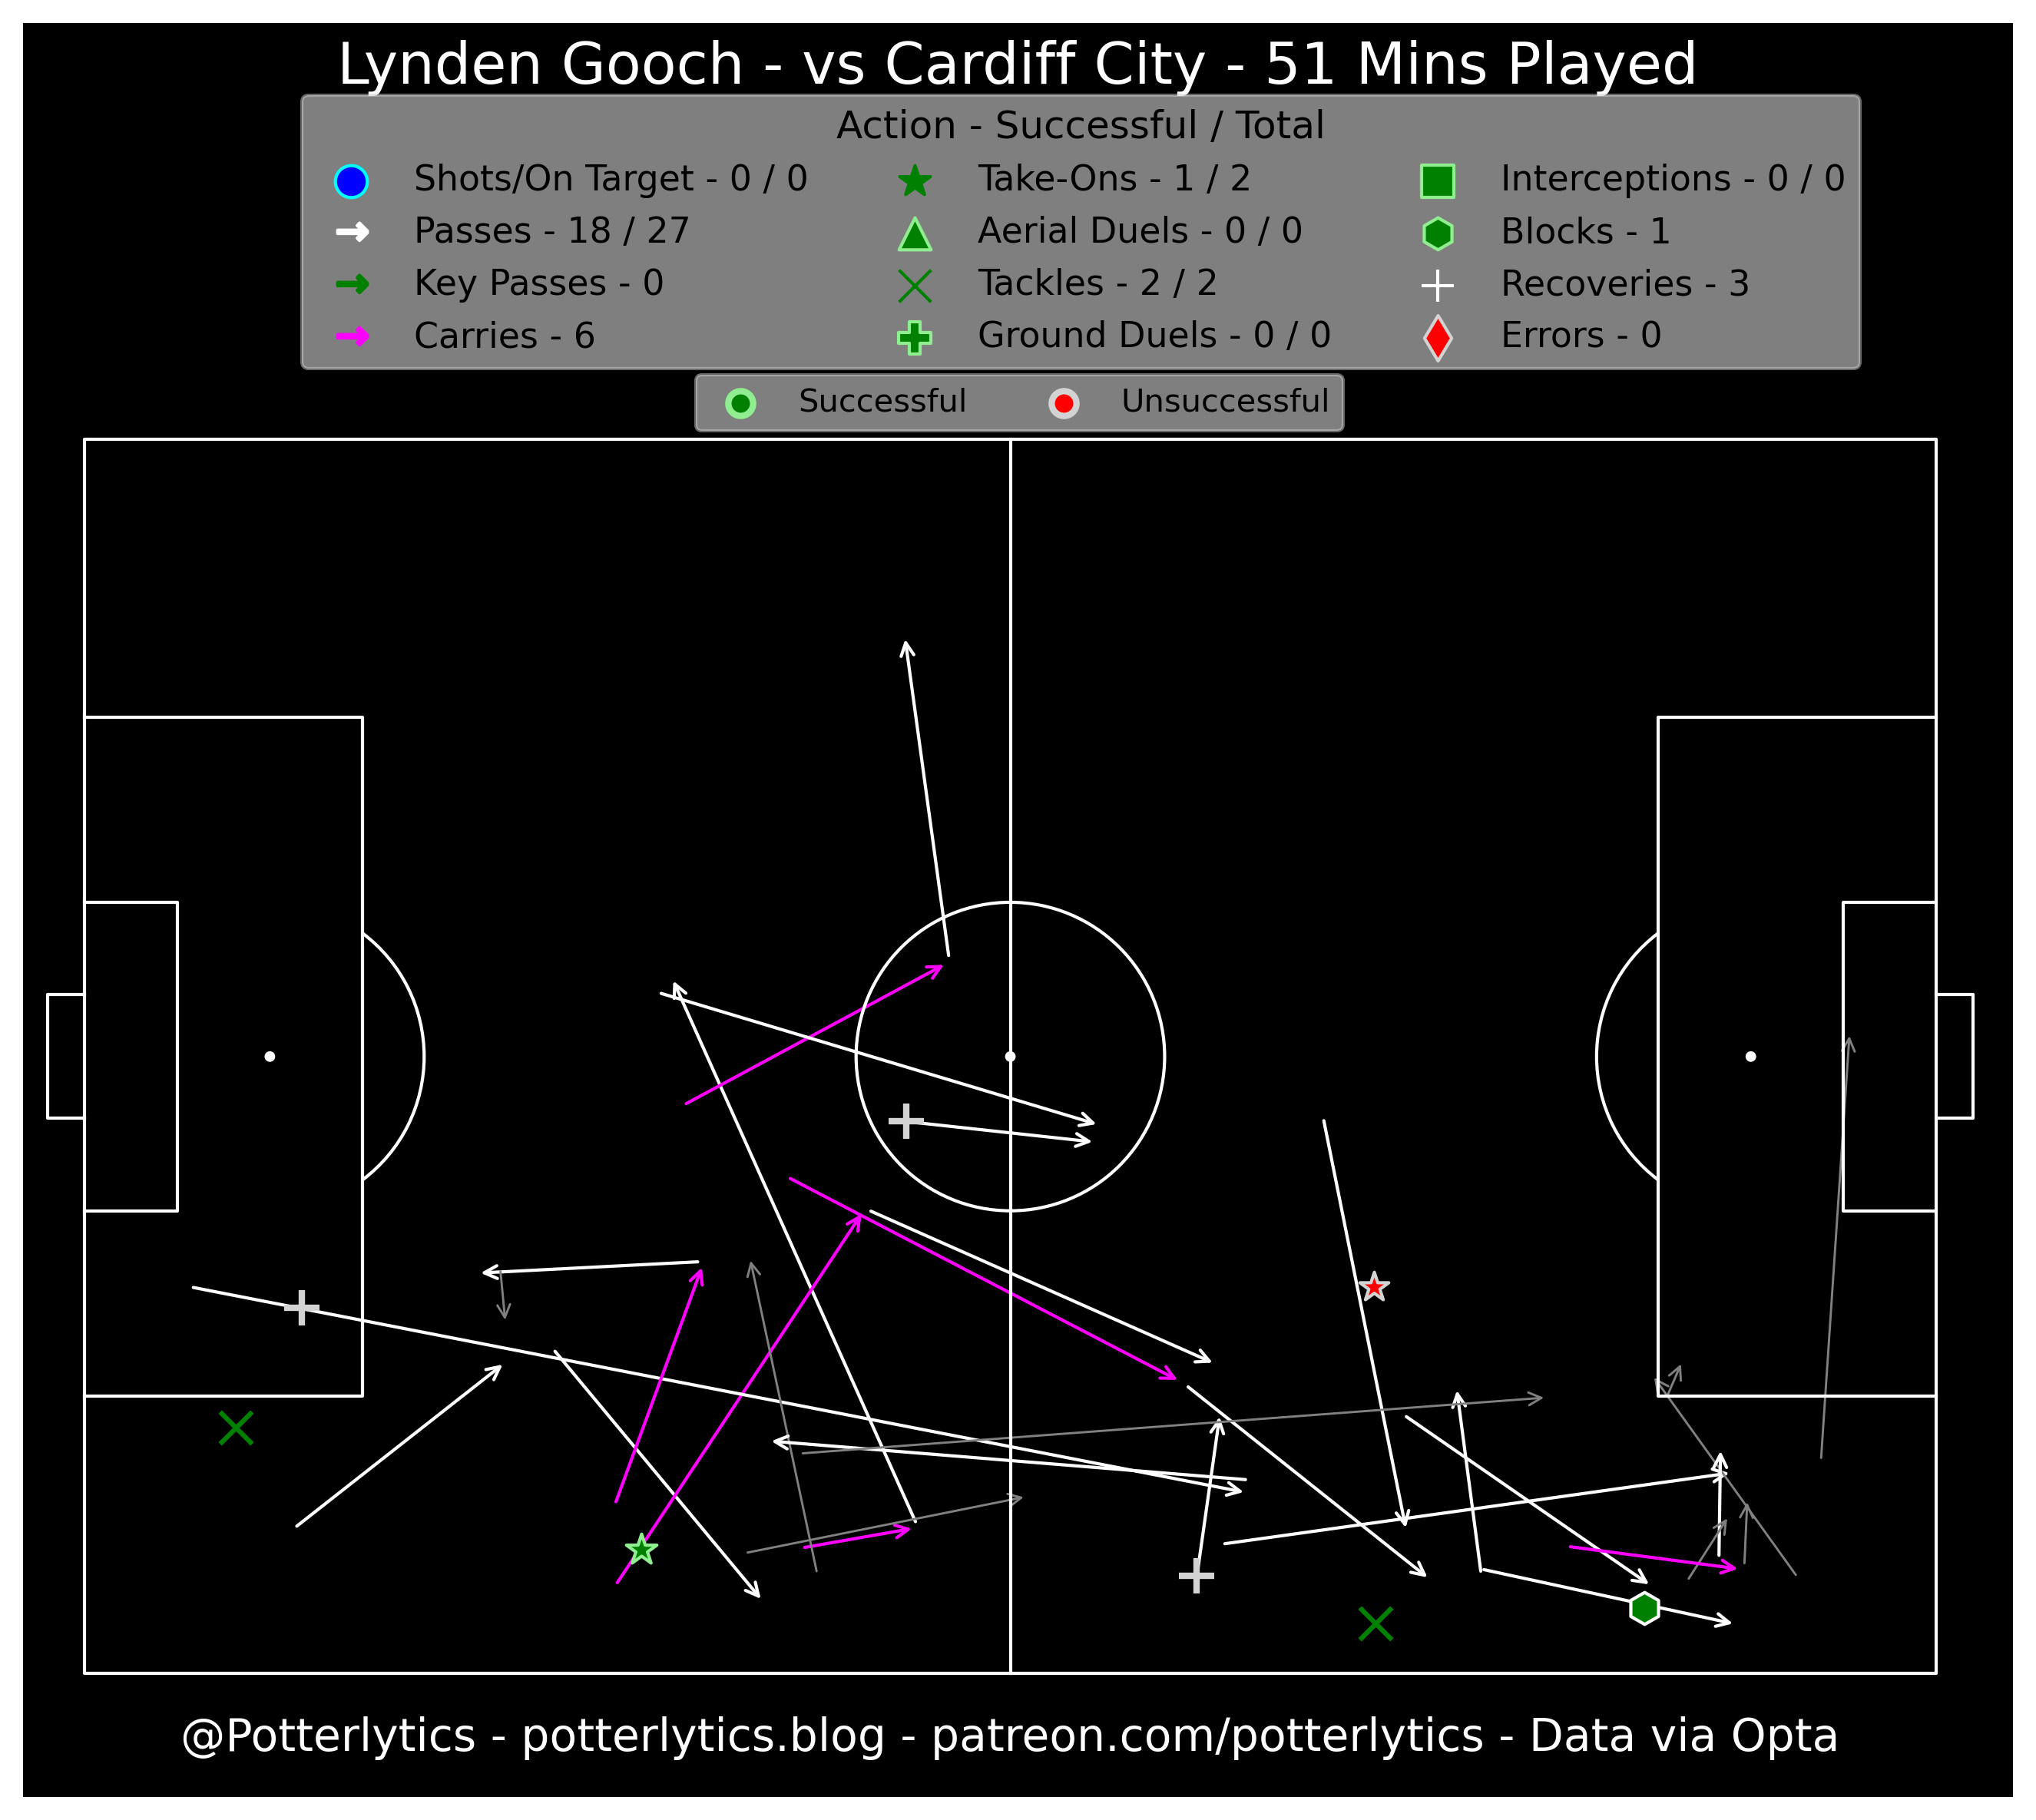 Lynden Gooch - vs Cardiff City - 51 Mins Played
Action - Successful / Total
Shots/On Target - 0 / 0
Passes - 18 / 27
Key Passes - 0
Carries - 6
Take-Ons - 1 / 2
Aerial Duels - 0 / 0
Tackles - 2 / 2
Ground Duels - 0 / 0
Interceptions - 0 / 0
Blocks - 1
Recoveries - 3
Errors - 0
Successful
Unsuccessful
@Potterlytics - potterlytics.blog - patreon.com/potterlytics - Data via Opta